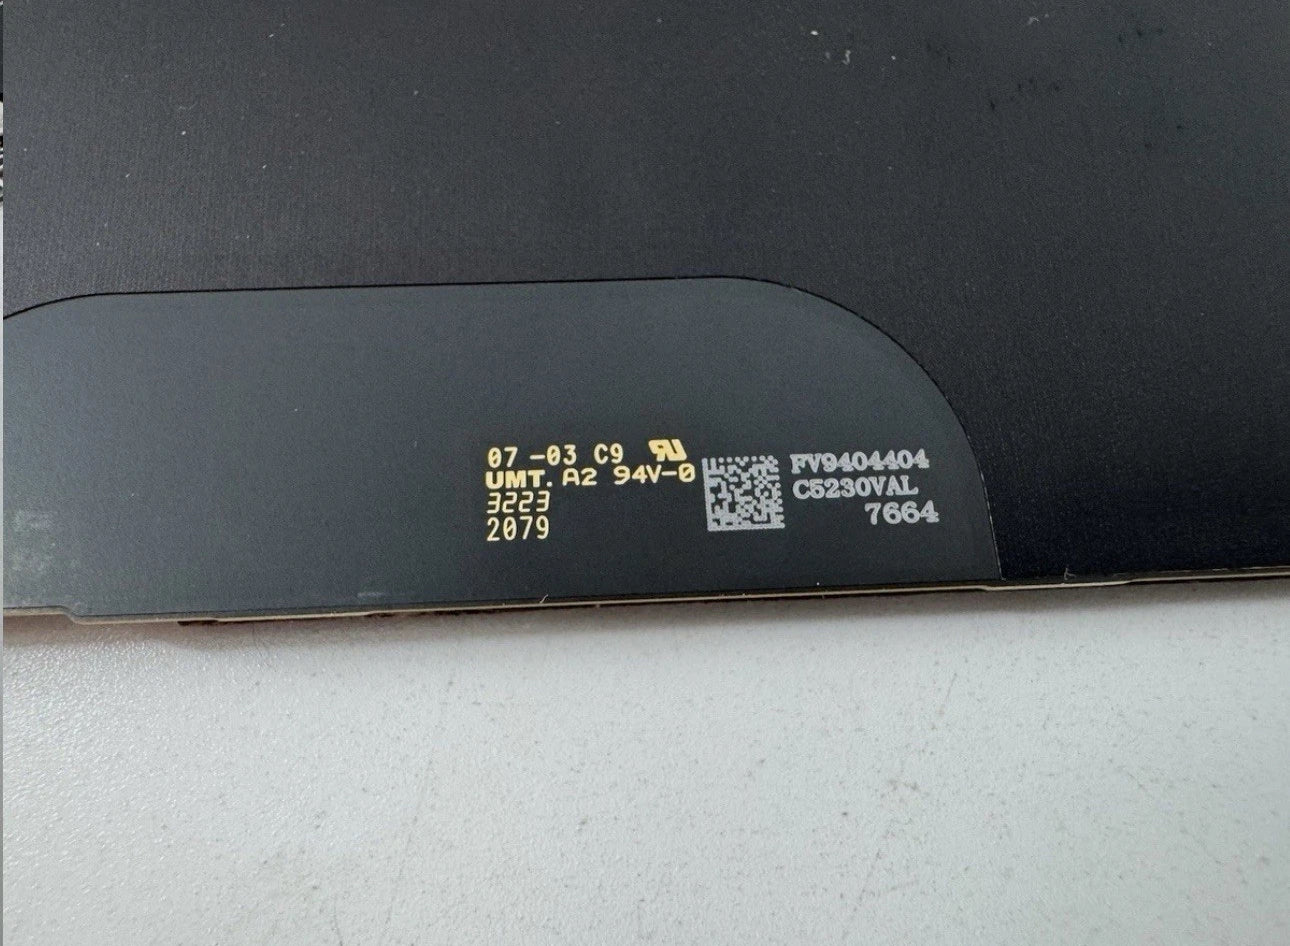 07-03 C9
UMT. A2 94V-0
3223
2079
FV9404404
C5230VAL
7664